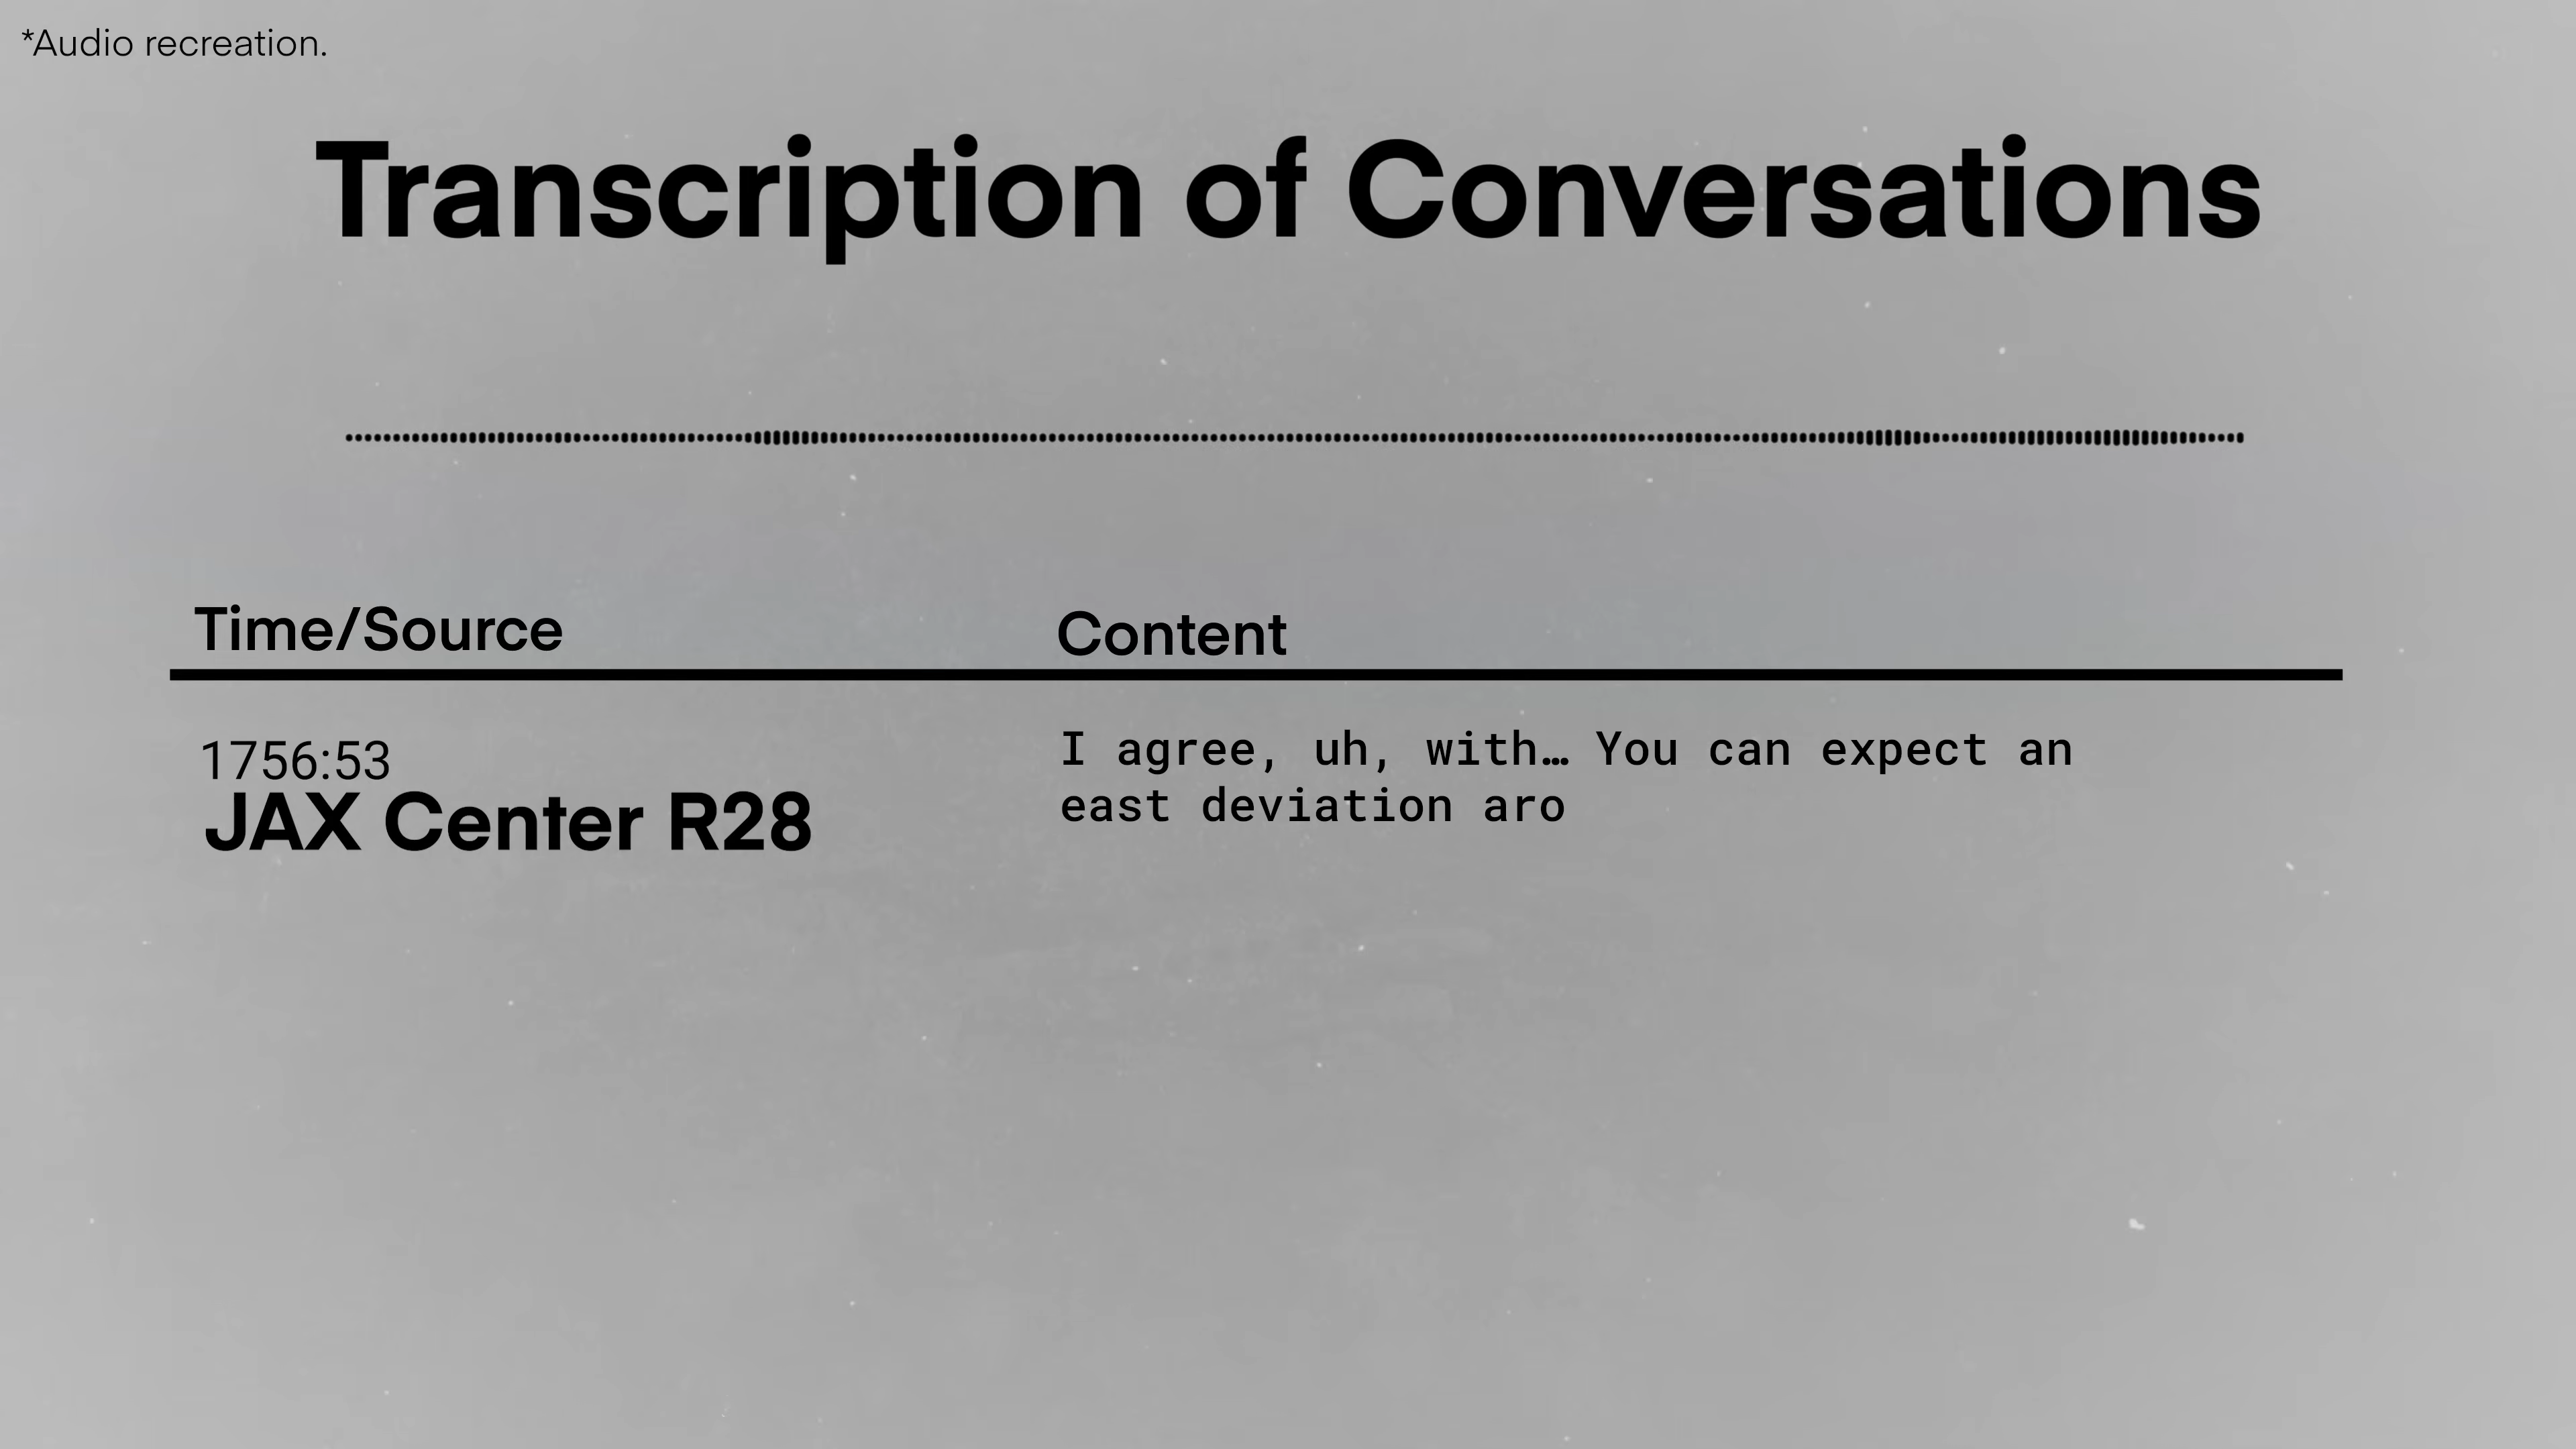 *Audio recreation.
Transcription of Conversations
Time/Source
Content
1756:53
JAX Center R28
I agree, uh, with… You can expect an
east deviation aro